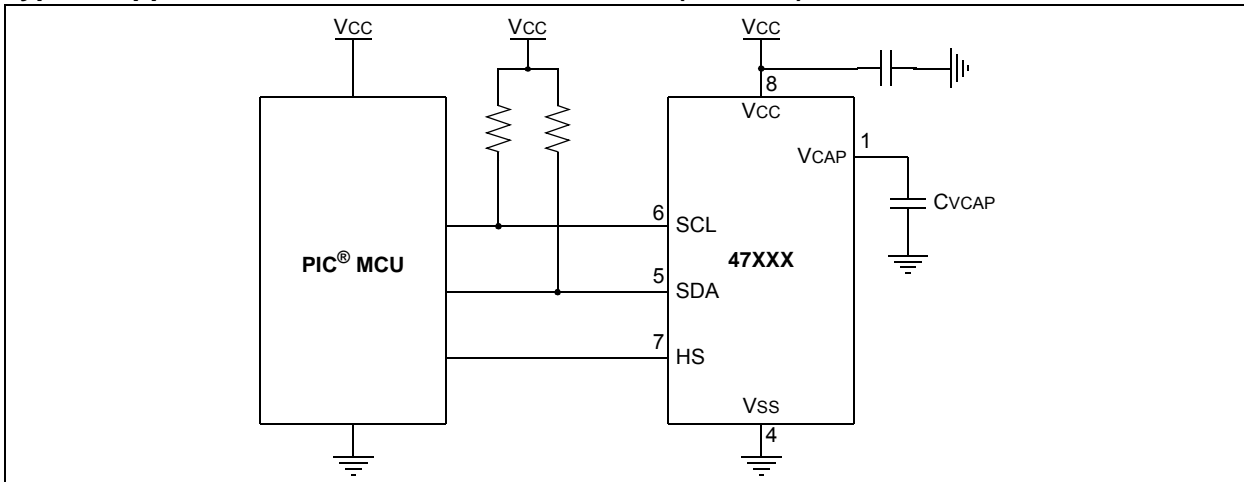 VCC
VCC
VCC
8
VCC
VCAP
1
CVCAP
6
SCL
PIC® MCU
47XXX
5
SDA
7
HS
VSS
4